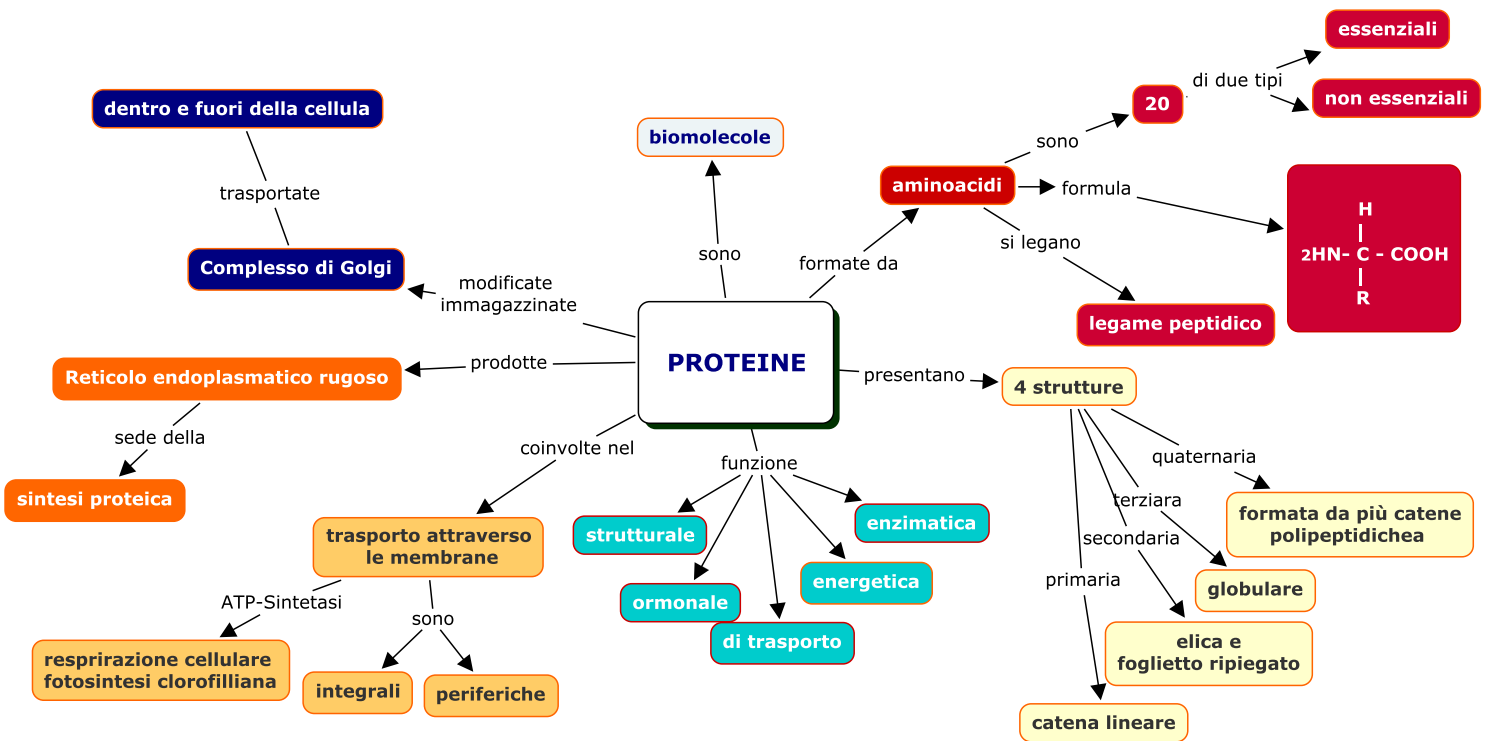 essenziali
di due tipi
non essenziali
20
sono
dentro e fuori della cellula
trasportate
Complesso di Golgi
modificate
immagazzinate
biomolecole
sono
formate da
aminoacidi
formula
si legano
legame peptidico
H
|
2HN- C - COOH
|
R
PROTEINE
prodotte
Reticolo endoplasmatico rugoso
sede della
sintesi proteica
presentano
4 strutture
quaternaria
formata da più catene
polipeptidichea
terziara
globulare
secondaria
elica e
foglietto ripiegato
primaria
catena lineare
coinvolte nel
trasporto attraverso
le membrane
ATP-Sintetasi
resprirazione cellulare
fotosintesi clorofilliana
sono
integrali
periferiche
funzione
strutturale
ormonale
di trasporto
energetica
enzimatica